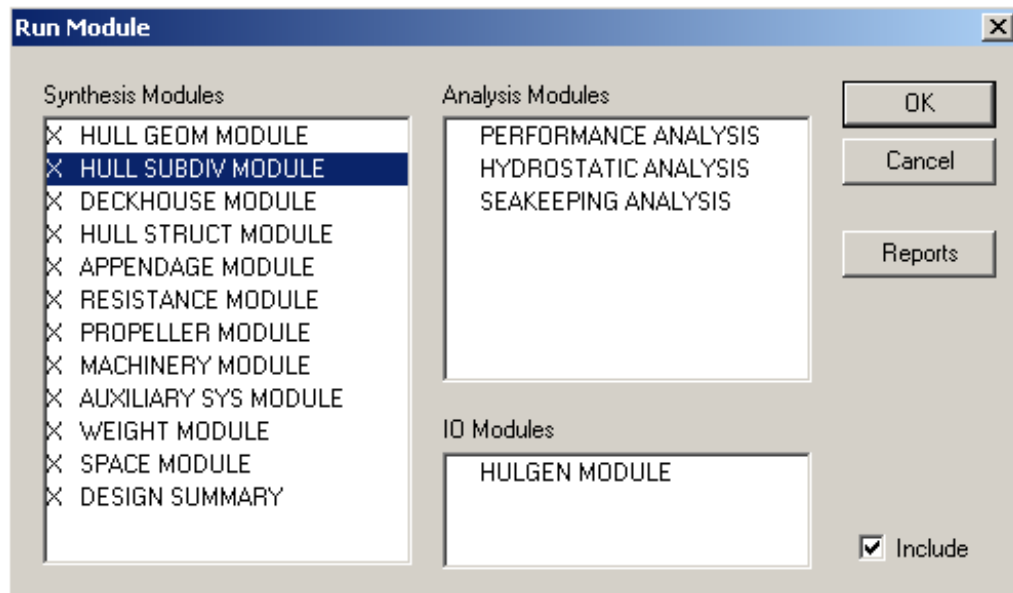 Run Module
Synthesis Modules
X HULL GEOM MODULE
X HULL SUBDIV MODULE
X DECKHOUSE MODULE
X HULL STRUCT MODULE
X APPENDAGE MODULE
X RESISTANCE MODULE
X PROPELLER MODULE
X MACHINERY MODULE
X AUXILIARY SYS MODULE
X WEIGHT MODULE
X SPACE MODULE
X DESIGN SUMMARY
Analysis Modules
PERFORMANCE ANALYSIS
HYDROSTATIC ANALYSIS
SEAKEEPING ANALYSIS
IO Modules
HULGEN MODULE
OK
Cancel
Reports
Include